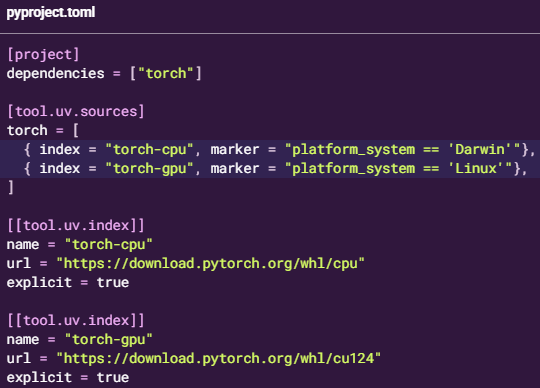 pyproject.toml
[project]
dependencies = ["torch"]
[tool.uv.sources]
torch = [
  { index = "torch-cpu", marker = "platform_system == 'Darwin'"},
  { index = "torch-gpu", marker = "platform_system == 'Linux'"},
]
[[tool.uv.index]]
name = "torch-cpu"
url = "https://download.pytorch.org/whl/cpu"
explicit = true
[[tool.uv.index]]
name = "torch-gpu"
url = "https://download.pytorch.org/whl/cu124"
explicit = true